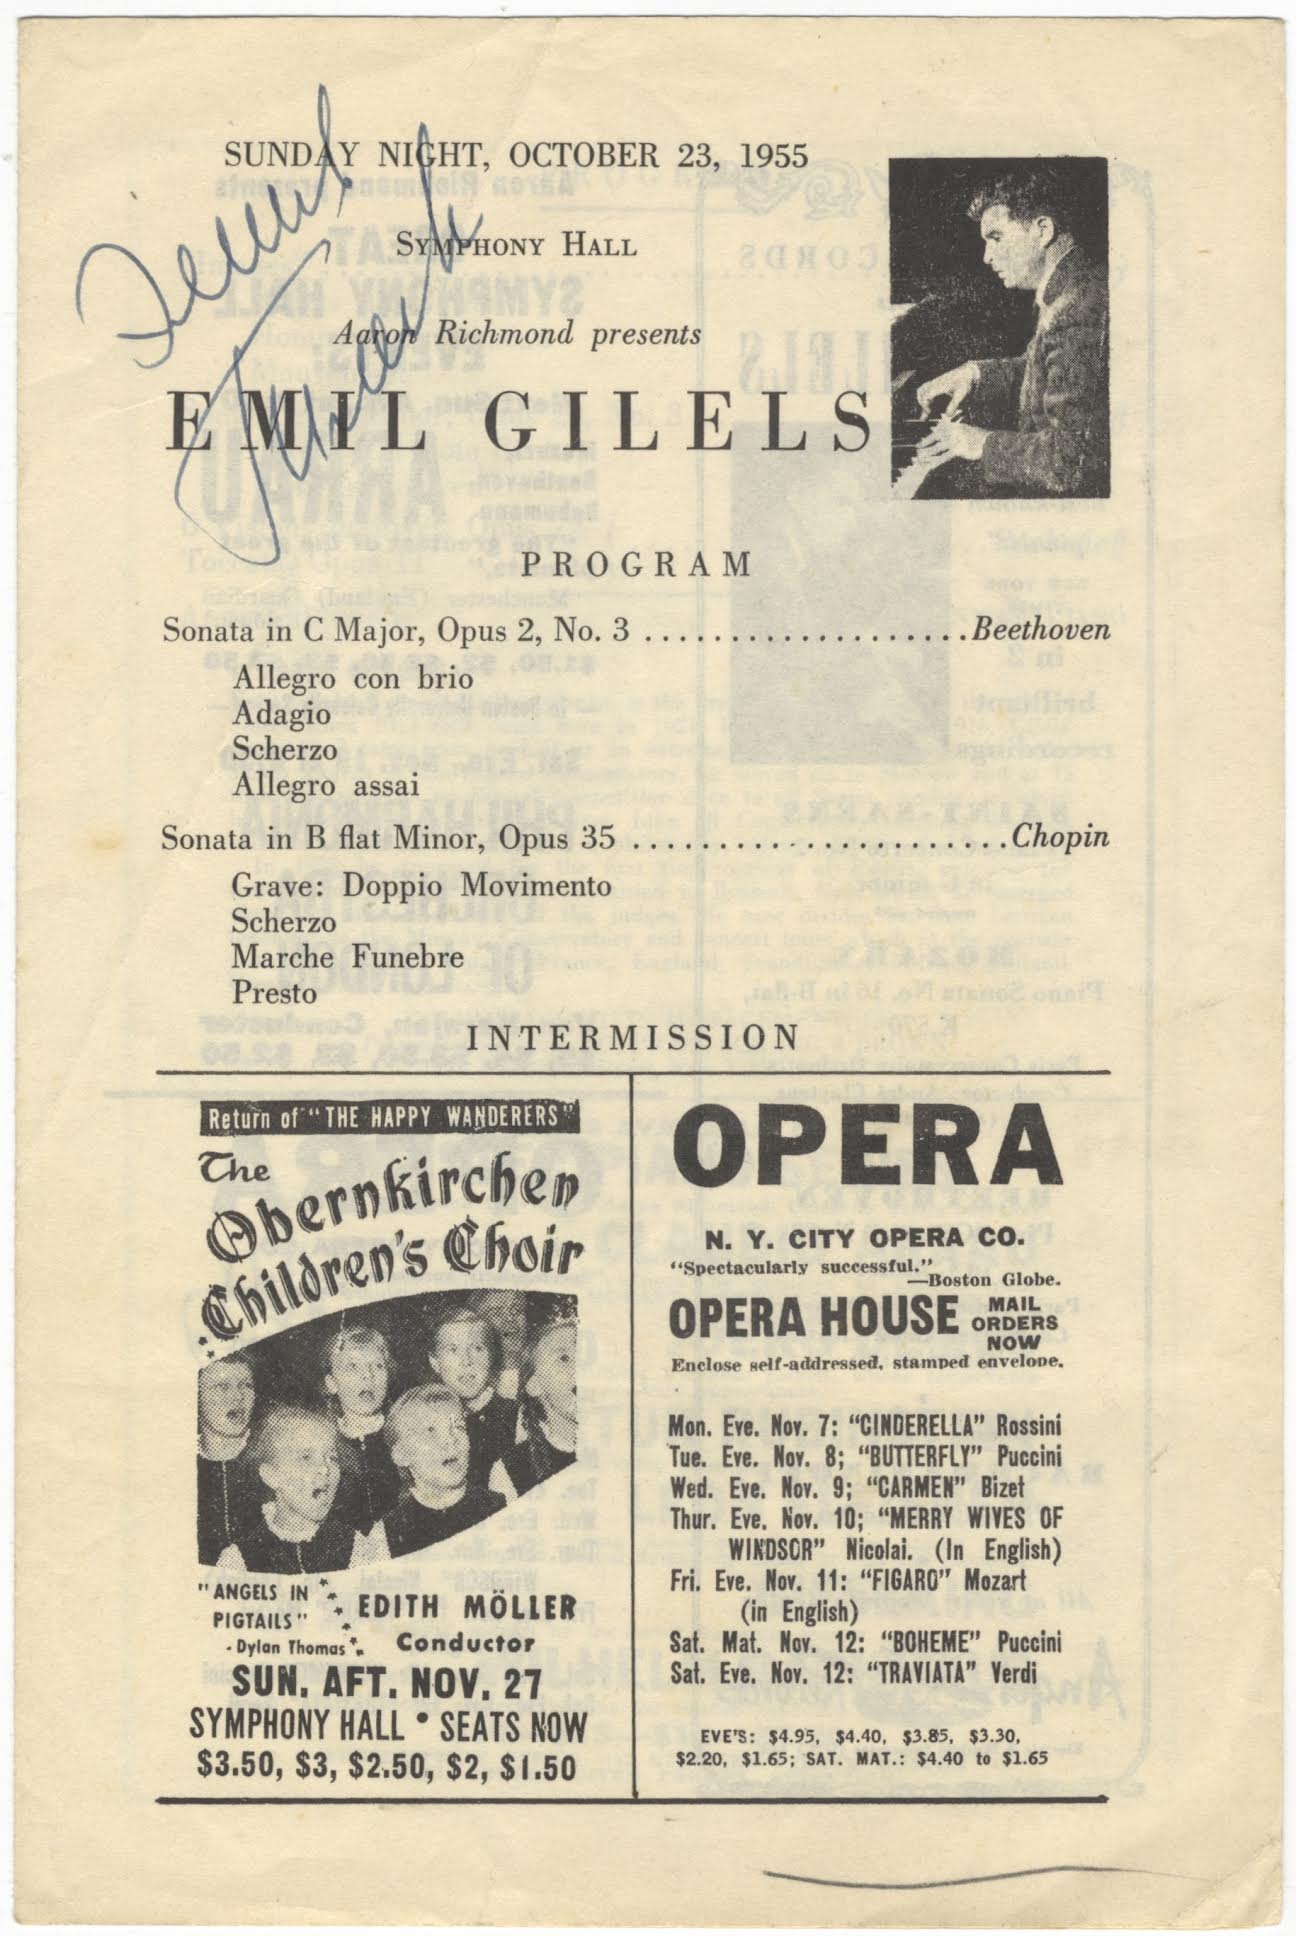 SUNDAY NIGHT, OCTOBER 23, 1955
SYMPHONY HALL
Aaron Richmond presents
EMIL GILELS
PROGRAM
Sonata in C Major, Opus 2, No. 3 ..................... Beethoven
Allegro con brio
Adagio
Scherzo
Allegro assai
Sonata in B flat Minor, Opus 35 ........................ Chopin
Grave: Doppio Movimento
Scherzo
Marche Funebre
Presto
INTERMISSION
Return of "THE HAPPY WANDERERS"
The
Obernkirchen
Children's Choir
"ANGELS IN
PIGTAILS"
-Dylan Thomas
EDITH MÖLLER
Conductor
SUN. AFT. NOV. 27
SYMPHONY HALL • SEATS NOW
$3.50, $3, $2.50, $2, $1.50
OPERA
N. Y. CITY OPERA CO.
"Spectacularly successful."
—Boston Globe.
OPERA HOUSE MAIL ORDERS NOW
Enclose self-addressed, stamped envelope.
Mon. Eve. Nov. 7: "CINDERELLA" Rossini
Tue. Eve. Nov. 8; "BUTTERFLY" Puccini
Wed. Eve. Nov. 9; "CARMEN" Bizet
Thur. Eve. Nov. 10; "MERRY WIVES OF
WINDSOR" Nicolai. (In English)
Fri. Eve. Nov. 11: "FIGARO" Mozart
(in English)
Sat. Mat. Nov. 12: "BOHEME" Puccini
Sat. Eve. Nov. 12: "TRAVIATA" Verdi
EVE'S: $4.95, $4.40, $3.85, $3.30,
$2.20, $1.65; SAT. MAT.: $4.40 to $1.65